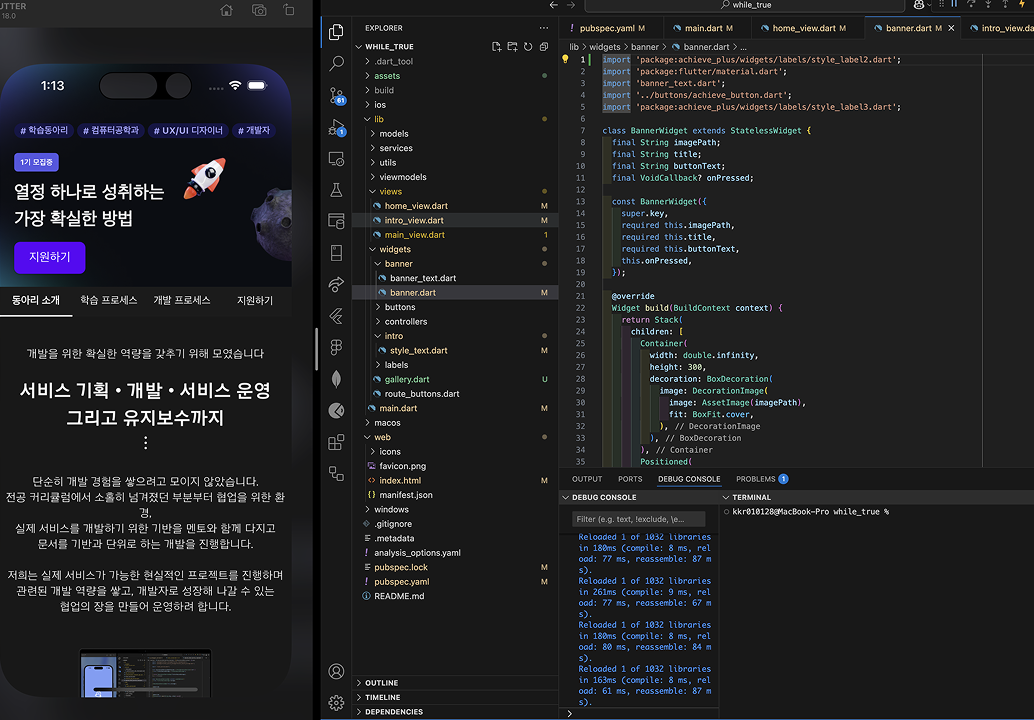 UTTER
18.0
1:13
# 학습동아리 # 컴퓨터공학과 # UX/UI 디자이너 # 개발자
1기 모집중
열정 하나로 성취하는
가장 확실한 방법
지원하기
동아리 소개 학습 프로세스 개발 프로세스 지원하기
개발을 위한 확실한 역량을 갖추기 위해 모였습니다
서비스 기획 • 개발 • 서비스 운영
그리고 유지보수까지
단순히 개발 경험을 쌓으려고 모이지 않았습니다.
전공 커리큘럼에서 소홀히 넘겨졌던 부분부터 협업을 위한 환
경,
실제 서비스를 개발하기 위한 기반을 멘토와 함께 다지고
문서를 기반과 단위로 하는 개발을 진행합니다.
저희는 실제 서비스가 가능한 현실적인 프로젝트를 진행하며
관련된 개발 역량을 쌓고, 개발자로 성장해 나갈 수 있는
협업의 장을 만들어 운영하려 합니다.
while_true
EXPLORER
WHILE_TRUE
.dart_tool
assets
build
ios
lib
models
services
utils
viewmodels
views
home_view.dart M
intro_view.dart M
main_view.dart 1
widgets
banner
banner_text.dart
banner.dart M
buttons
controllers
intro
style_text.dart M
labels
gallery.dart U
route_buttons.dart
main.dart M
macos
web
icons
favicon.png
index.html M
manifest.json
windows
.gitignore
.metadata
analysis_options.yaml
pubspec.lock M
pubspec.yaml M
README.md
OUTLINE
TIMELINE
DEPENDENCIES
61
1
pubspec.yaml M main.dart M home_view.dart M banner.dart M intro_view.da
lib > widgets > banner > banner.dart > ...
1 import 'package:achieve_plus/widgets/labels/style_label2.dart';
2 import 'package:flutter/material.dart';
3 import 'banner_text.dart';
4 import '../buttons/achieve_button.dart';
5 import 'package:achieve_plus/widgets/labels/style_label3.dart';
6
7 class BannerWidget extends StatelessWidget {
8 final String imagePath;
9 final String title;
10 final String buttonText;
11 final VoidCallback? onPressed;
12
13 const BannerWidget({
14 super.key,
15 required this.imagePath,
16 required this.title,
17 required this.buttonText,
18 this.onPressed,
19 });
20
21 @override
22 Widget build(BuildContext context) {
23 return Stack(
24 children: [
25 Container(
26 width: double.infinity,
27 height: 300,
28 decoration: BoxDecoration(
29 image: DecorationImage(
30 image: AssetImage(imagePath),
31 fit: BoxFit.cover,
32 ), // DecorationImage
33 ), // BoxDecoration
34 ), // Container
35 Positioned(
OUTPUT PORTS DEBUG CONSOLE PROBLEMS 1
DEBUG CONSOLE
Filter (e.g. text, !exclude, \e...
Reloaded 1 of 1032 libraries
in 180ms (compile: 8 ms, rel
oad: 77 ms, reassemble: 87 m
s).
Reloaded 1 of 1032 libraries
in 261ms (compile: 9 ms, rel
oad: 77 ms, reassemble: 67 m
s).
Reloaded 1 of 1032 libraries
in 180ms (compile: 8 ms, rel
oad: 80 ms, reassemble: 84 m
s).
Reloaded 1 of 1032 libraries
in 163ms (compile: 8 ms, rel
oad: 61 ms, reassemble: 87 m
s).
TERMINAL
kkr010128@MacBook-Pro while_true %